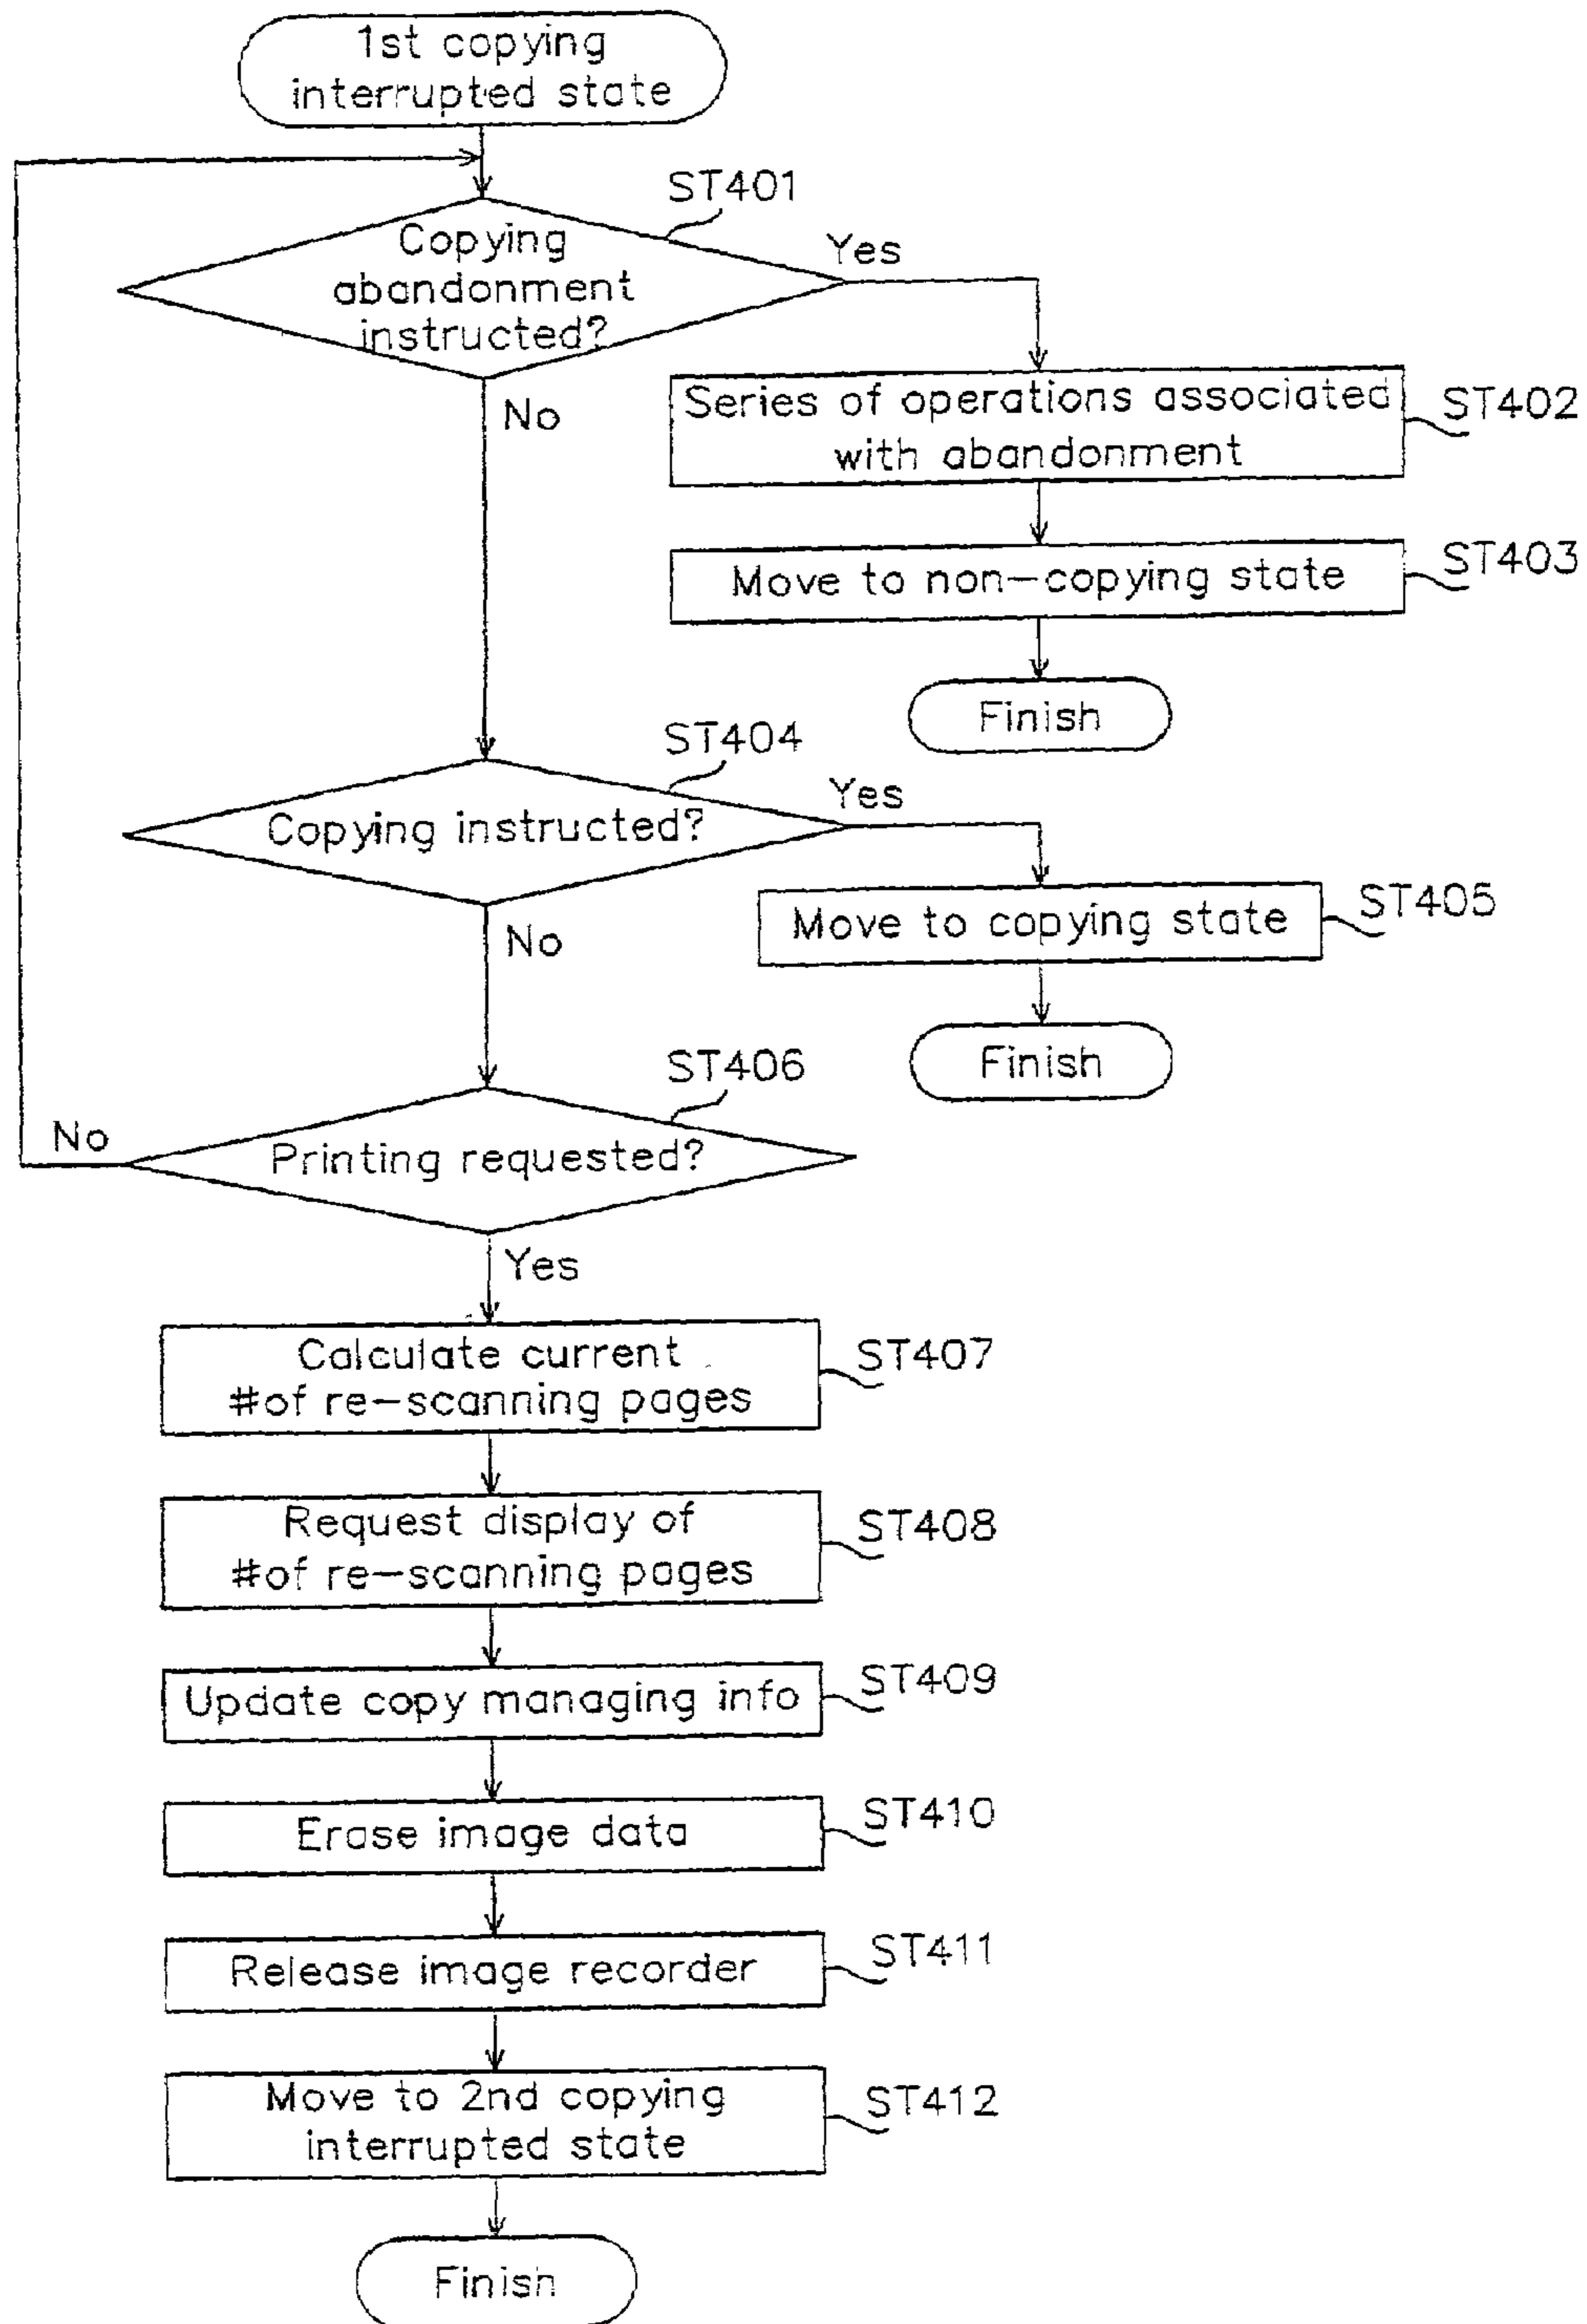 1st copying
interrupted state
ST401
Copying
abandonment
instructed?
Yes
No
Series of operations associated
with abandonment
ST402
Move to non-copying state
ST403
Finish
ST404
Copying instructed?
Yes
No
Move to copying state
ST405
Finish
ST406
Printing requested?
No
Yes
Calculate current
#of re-scanning pages
ST407
Request display of
#of re-scanning pages
ST408
Update copy managing info
ST409
Erase image data
ST410
Release image recorder
ST411
Move to 2nd copying
interrupted state
ST412
Finish